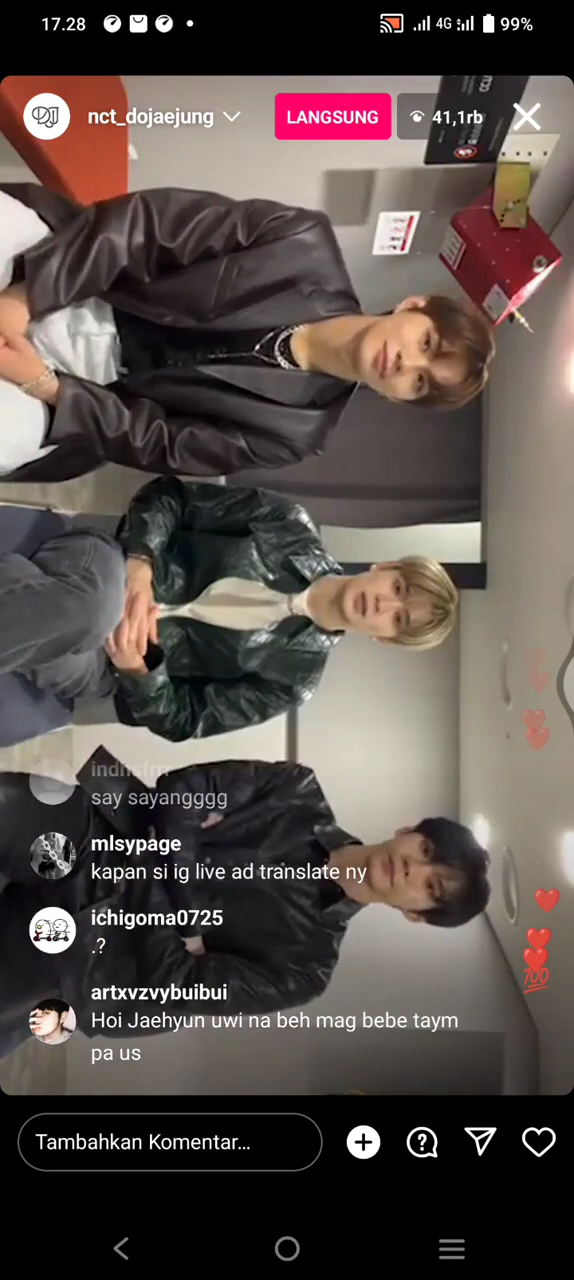 17.28
4G
99%
nct_dojaejung
LANGSUNG
41,1rb
say sayangggg
mlsypage
kapan si ig live ad translate ny
ichigoma0725
.?
artxvzvybuibui
Hoi Jaehyun uwi na beh mag bebe taym
pa us
Tambahkan Komentar...